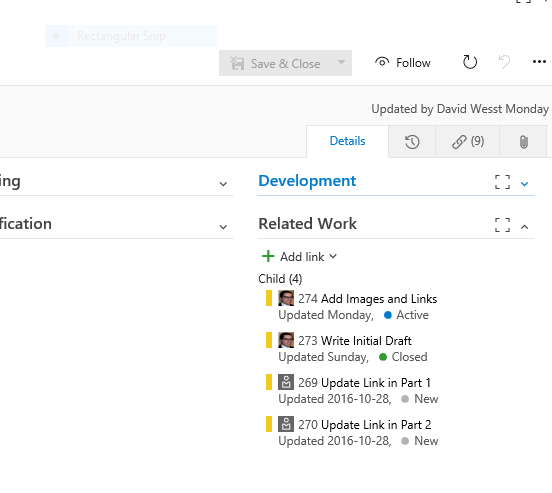 Rectangular Snip
Save & Close
Follow
Updated by David Wesst Monday
Details
(9)
ing
Development
fication
Related Work
Add link
Child (4)
274 Add Images and Links
Updated Monday, Active
273 Write Initial Draft
Updated Sunday, Closed
269 Update Link in Part 1
Updated 2016-10-28, New
270 Update Link in Part 2
Updated 2016-10-28, New